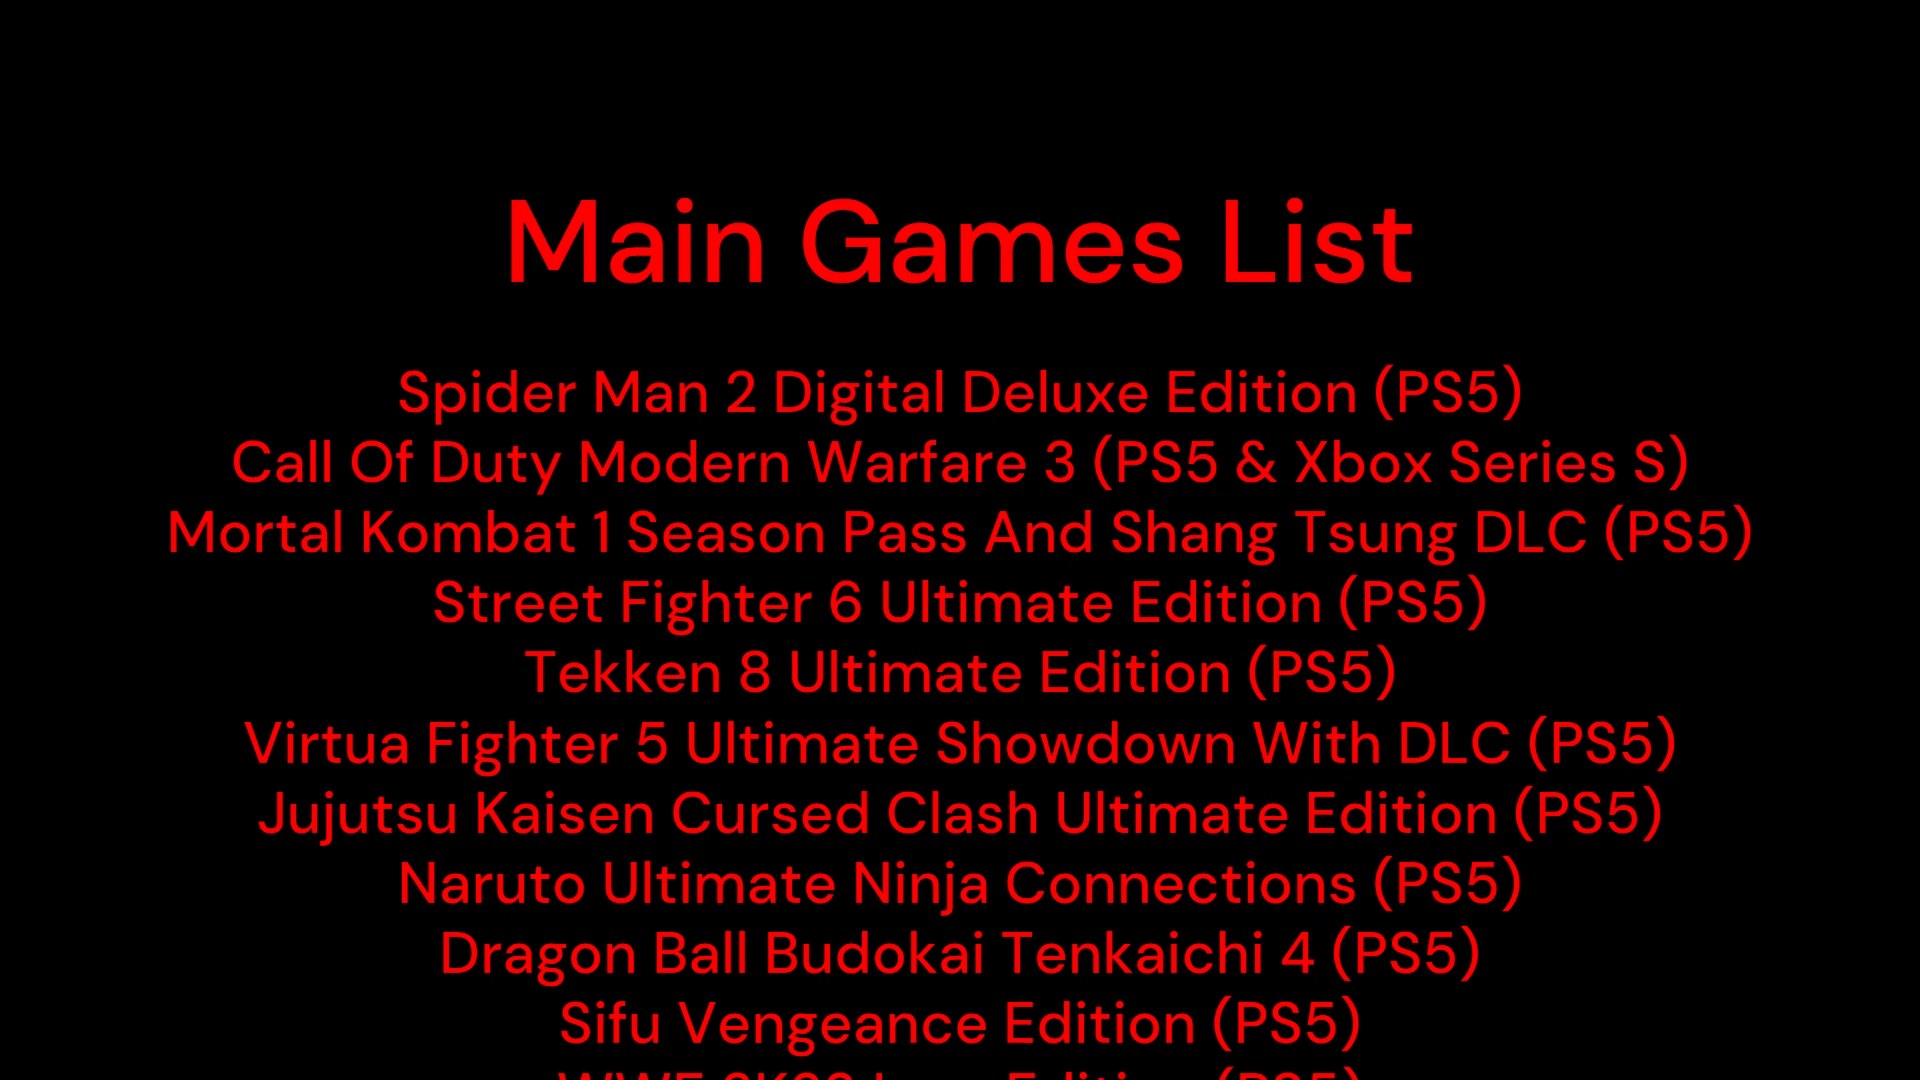 Main Games List
Spider Man 2 Digital Deluxe Edition (PS5)
Call Of Duty Modern Warfare 3 (PS5 & Xbox Series S)
Mortal Kombat 1 Season Pass And Shang Tsung DLC (PS5)
Street Fighter 6 Ultimate Edition (PS5)
Tekken 8 Ultimate Edition (PS5)
Virtua Fighter 5 Ultimate Showdown With DLC (PS5)
Jujutsu Kaisen Cursed Clash Ultimate Edition (PS5)
Naruto Ultimate Ninja Connections (PS5)
Dragon Ball Budokai Tenkaichi 4 (PS5)
Sifu Vengeance Edition (PS5)
Edition (PS5)